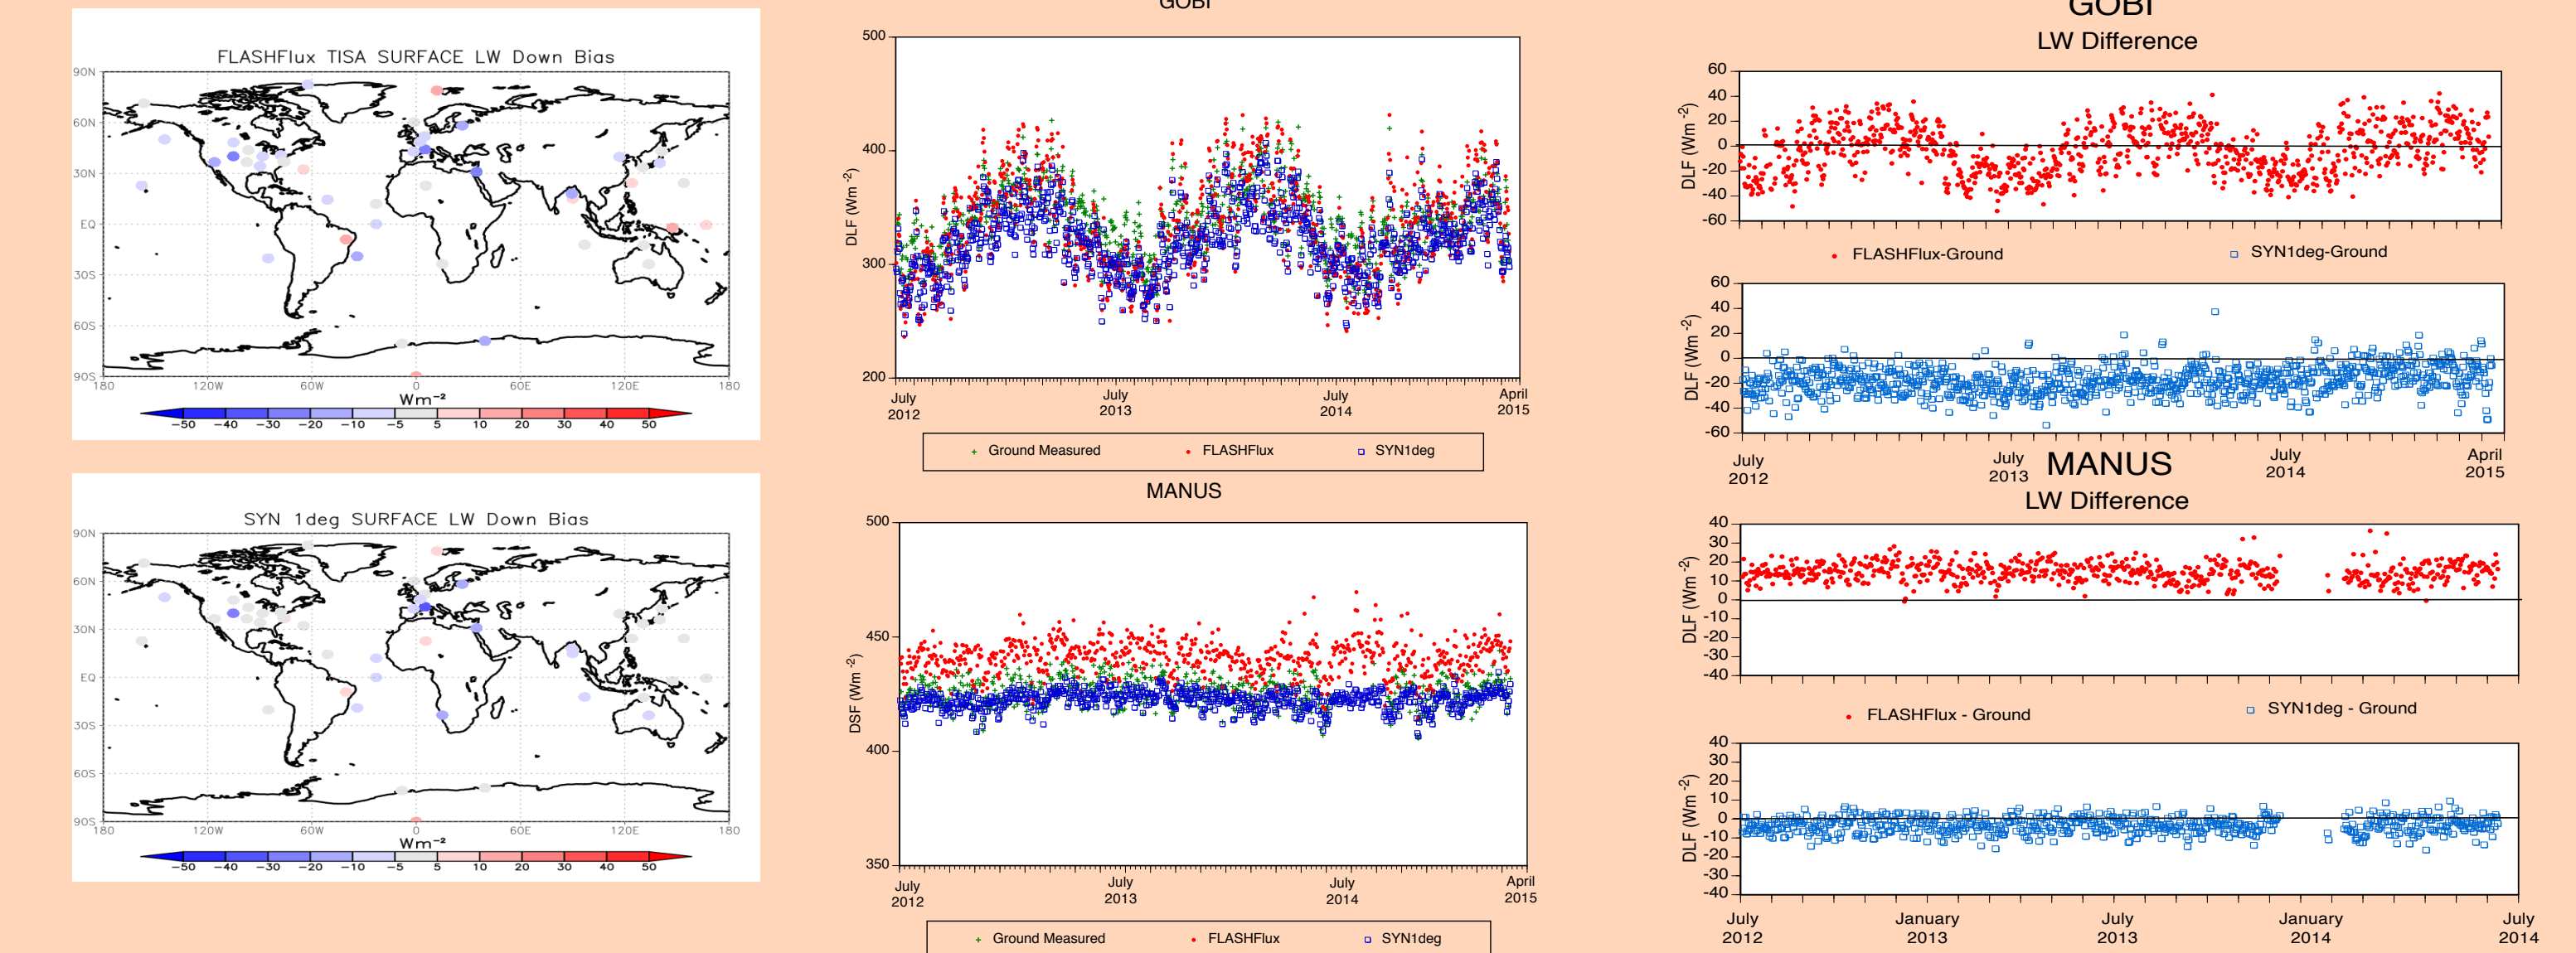 FLASHFlux TISA SURFACE LW Down Bias
90N
60N
30N
EQ
30S
60S
90S
180 120W 60W 0 60E 120E 180
Wm⁻²
−50 −40 −30 −20 −10 −5 5 10 20 30 40 50
SYN 1deg SURFACE LW Down Bias
90N
60N
30N
EQ
30S
60S
90S
180 120W 60W 0 60E 120E 180
Wm⁻²
−50 −40 −30 −20 −10 −5 5 10 20 30 40 50
GOBI
500
400
300
200
DLF (Wm⁻²)
July 2012
July 2013
July 2014
April 2015
Ground Measured FLASHFlux SYN1deg
MANUS
500
450
400
350
DSF (Wm⁻²)
July 2012
July 2013
July 2014
April 2015
Ground Measured FLASHFlux SYN1deg
GOBI
LW Difference
60
40
20
0
-20
-40
-60
DLF (Wm⁻²)
FLASHFlux-Ground SYN1deg-Ground
60
40
20
0
-20
-40
-60
DLF (Wm⁻²)
July 2012
July 2013
July 2014
April 2015
MANUS
LW Difference
40
30
20
10
0
-10
-20
-30
-40
DLF (Wm⁻²)
FLASHFlux - Ground SYN1deg - Ground
40
30
20
10
0
-10
-20
-30
-40
DLF (Wm⁻²)
July 2012
January 2013
July 2013
January 2014
July 2014